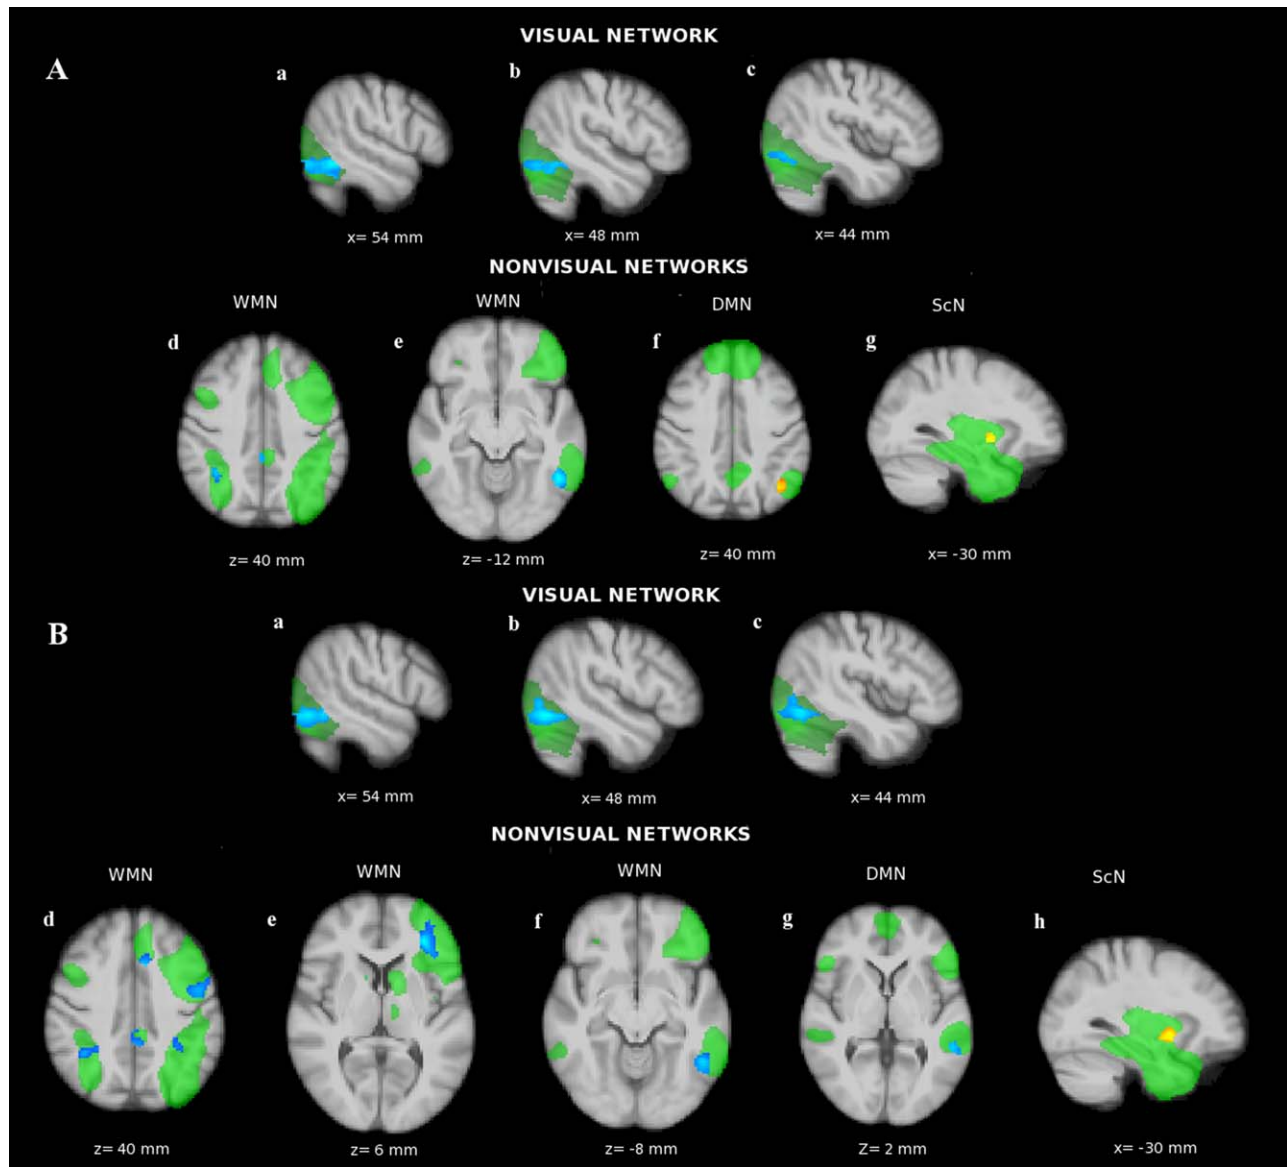 VISUAL NETWORK
A
a b c
x= 54 mm x= 48 mm x= 44 mm
NONVISUAL NETWORKS
WMN WMN DMN ScN
d e f g
z= 40 mm z= -12 mm z= 40 mm x= -30 mm
VISUAL NETWORK
B
a b c
x= 54 mm x= 48 mm x= 44 mm
NONVISUAL NETWORKS
WMN WMN WMN DMN ScN
d e f g h
z= 40 mm z= 6 mm z= -8 mm Z= 2 mm x= -30 mm